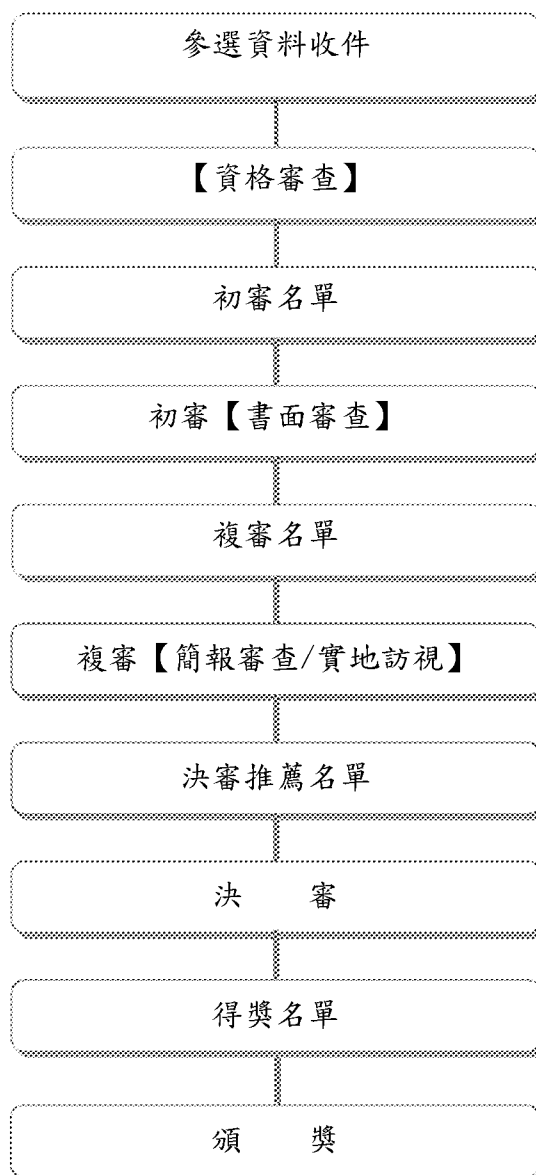 參選資料收件
【資格審查】
初審名單
初審【書面審查】
複審名單
複審【簡報審查/實地訪視】
決審推薦名單
決　　審
得獎名單
頒　　獎